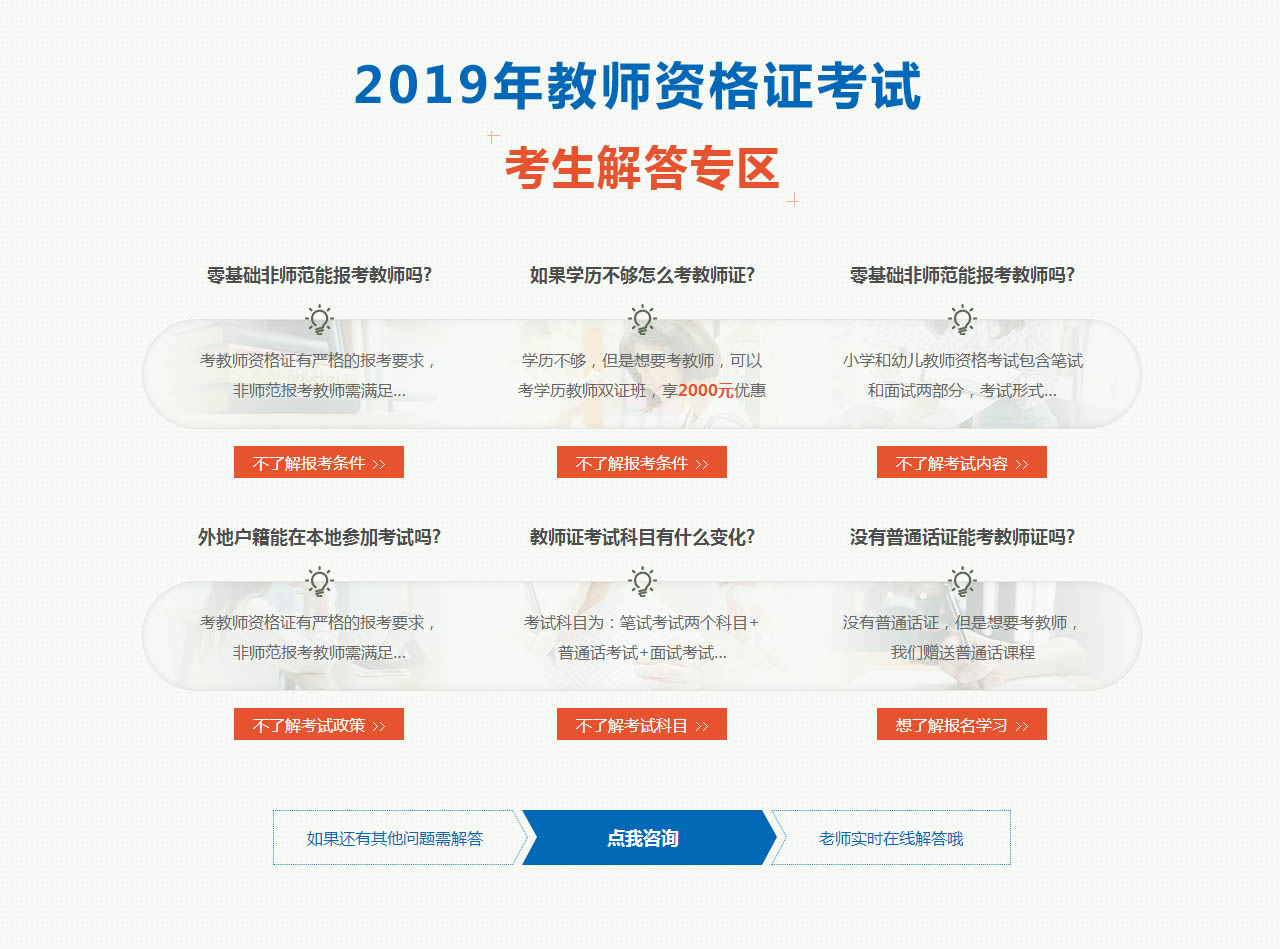 2019年教师资格证考试
考生解答专区
零基础非师范能报考教师吗?
如果学历不够怎么考教师证?
零基础非师范能报考教师吗?
考教师资格证有严格的报考要求，
非师范报考教师需满足...
学历不够，但是想要考教师，可以
考学历教师双证班，享2000元优惠
小学和幼儿教师资格考试包含笔试
和面试两部分，考试形式...
不了解报考条件 >>
不了解报考条件 >>
不了解考试内容 >>
外地户籍能在本地参加考试吗?
教师证考试科目有什么变化?
没有普通话证能考教师证吗?
考教师资格证有严格的报考要求，
非师范报考教师需满足...
考试科目为：笔试考试两个科目+
普通话考试+面试考试...
没有普通话证，但是想要考教师，
我们赠送普通话课程
不了解考试政策 >>
不了解考试科目 >>
想了解报名学习 >>
如果还有其他问题需解答
点我咨询
老师实时在线解答哦